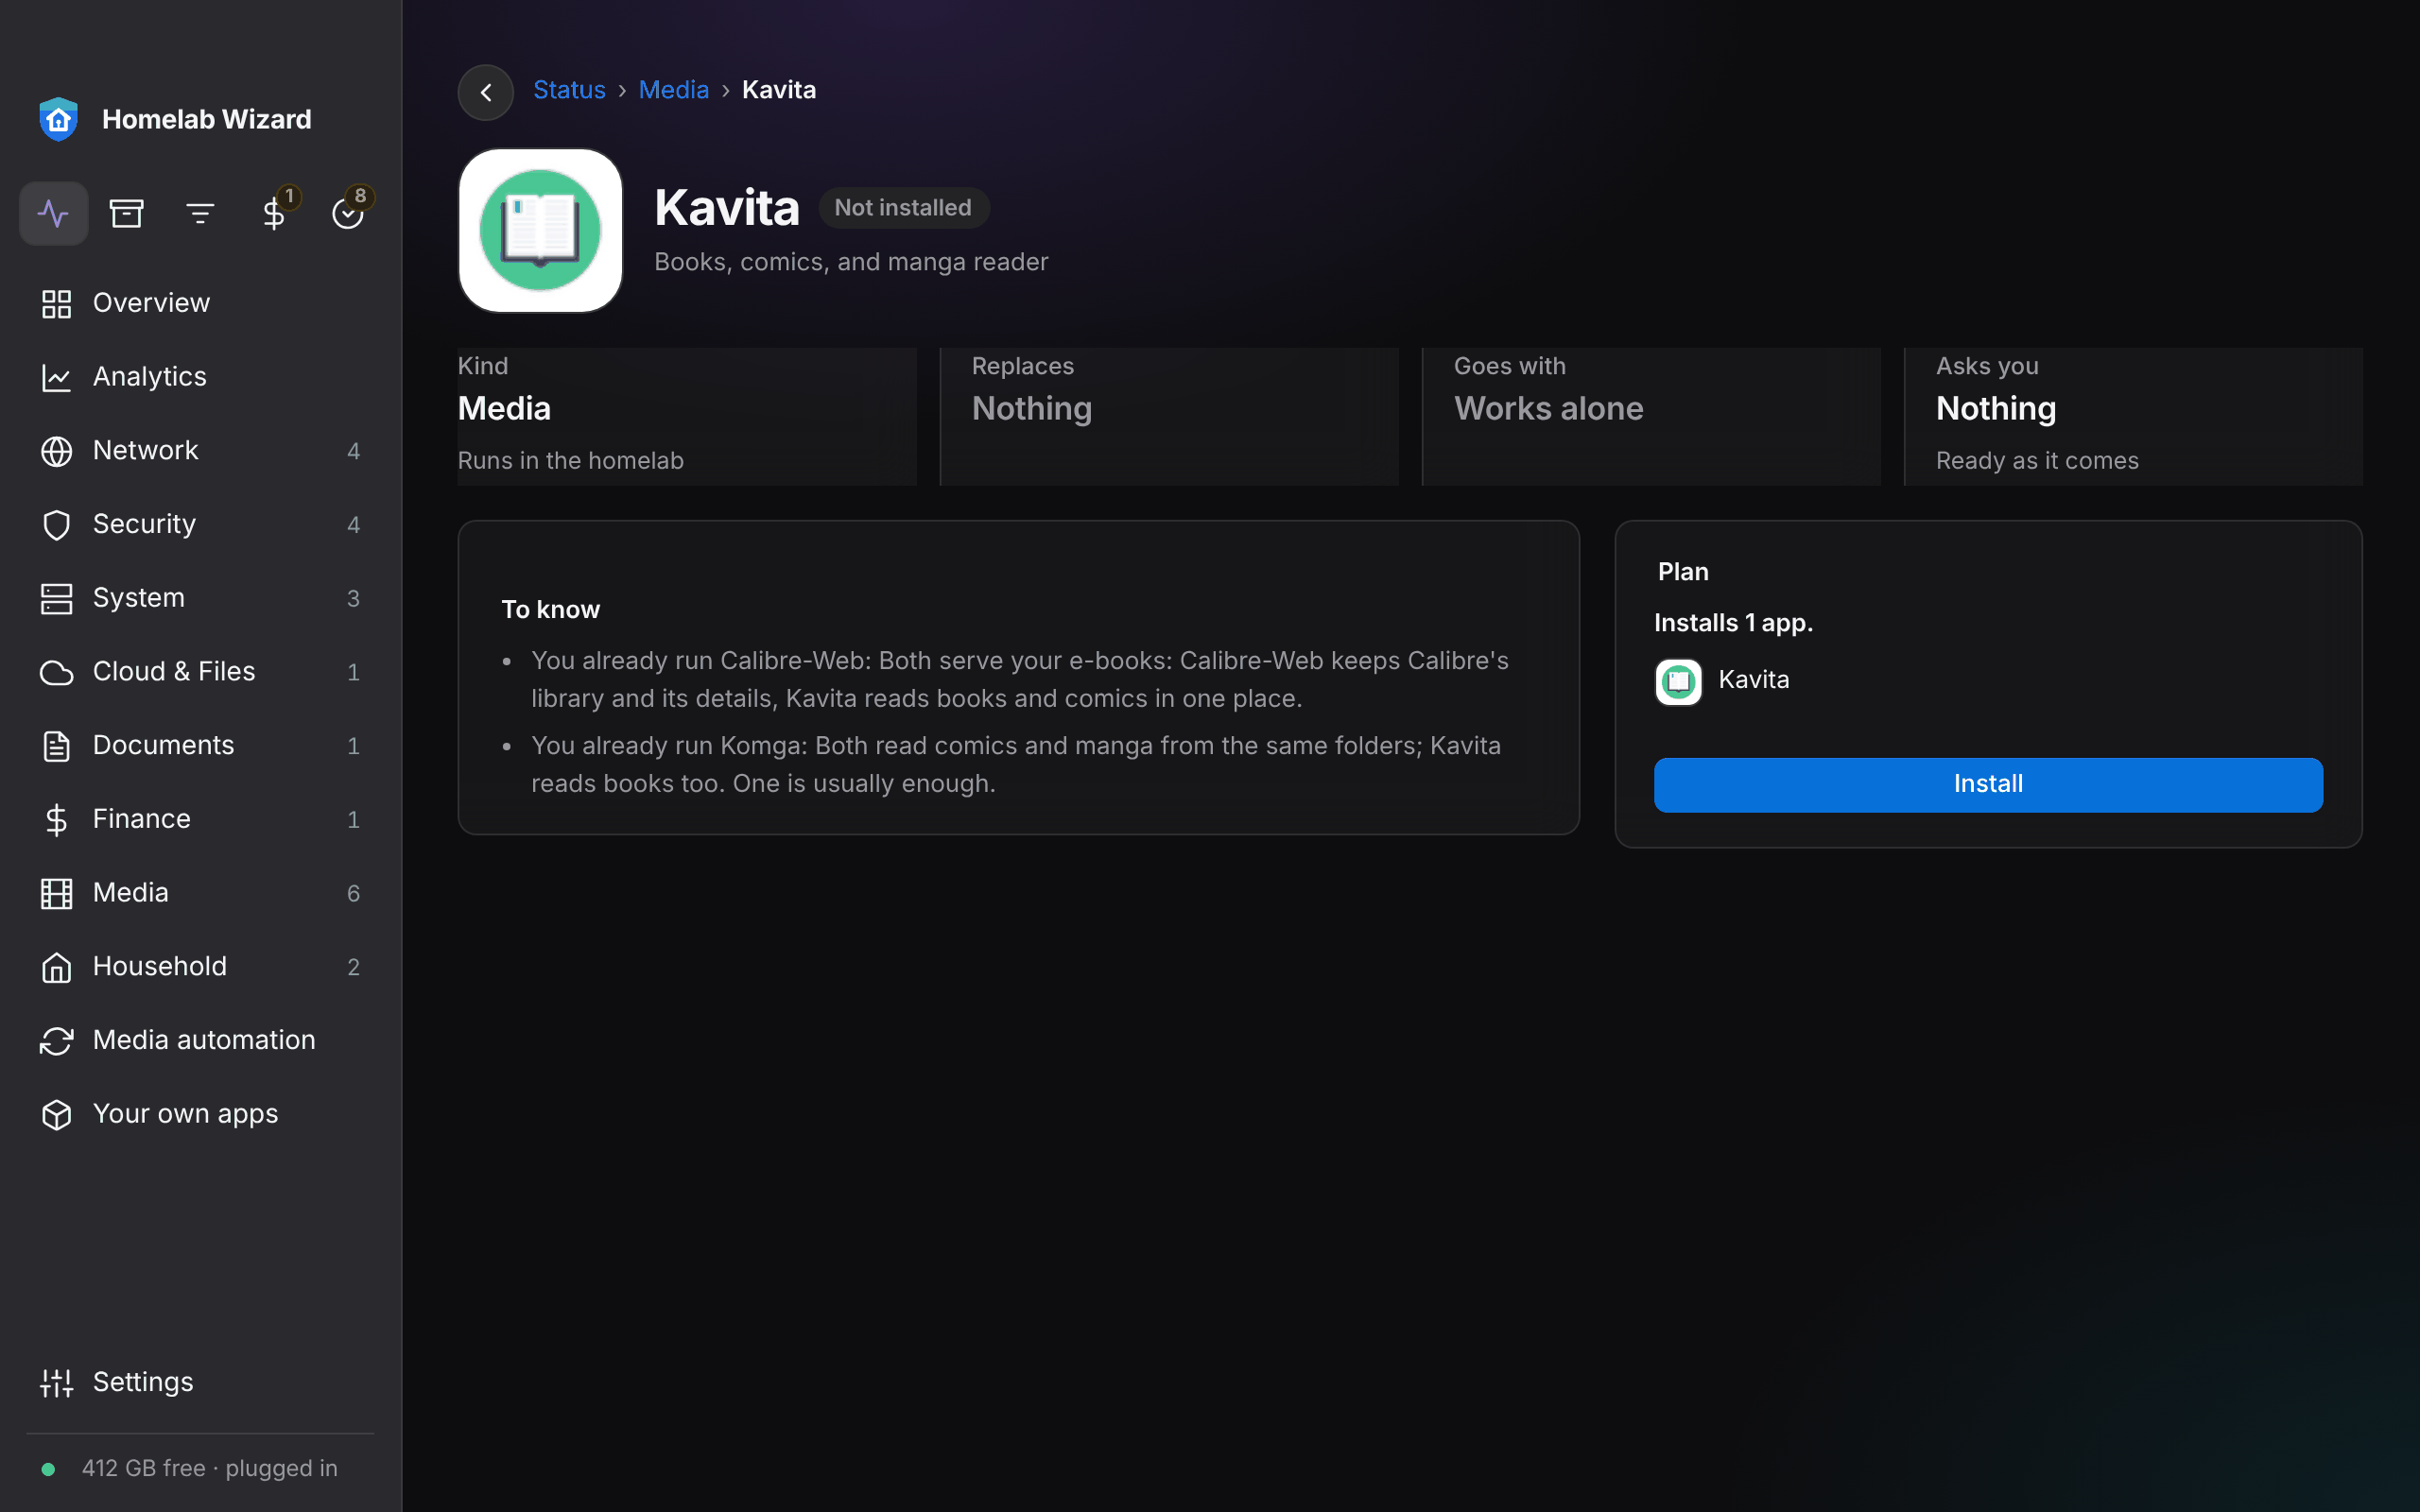 Homelab Wizard
1
8
Overview
Analytics
Network 4
Security 4
System 3
Cloud & Files 1
Documents 1
Finance 1
Media 6
Household 2
Media automation
Your own apps
Settings
412 GB free · plugged in
Status › Media › Kavita
Kavita Not installed
Books, comics, and manga reader
Kind
Media
Runs in the homelab
Replaces
Nothing
Goes with
Works alone
Asks you
Nothing
Ready as it comes
To know
• You already run Calibre-Web: Both serve your e-books: Calibre-Web keeps Calibre's
library and its details, Kavita reads books and comics in one place.
• You already run Komga: Both read comics and manga from the same folders; Kavita
reads books too. One is usually enough.
Plan
Installs 1 app.
Kavita
Install